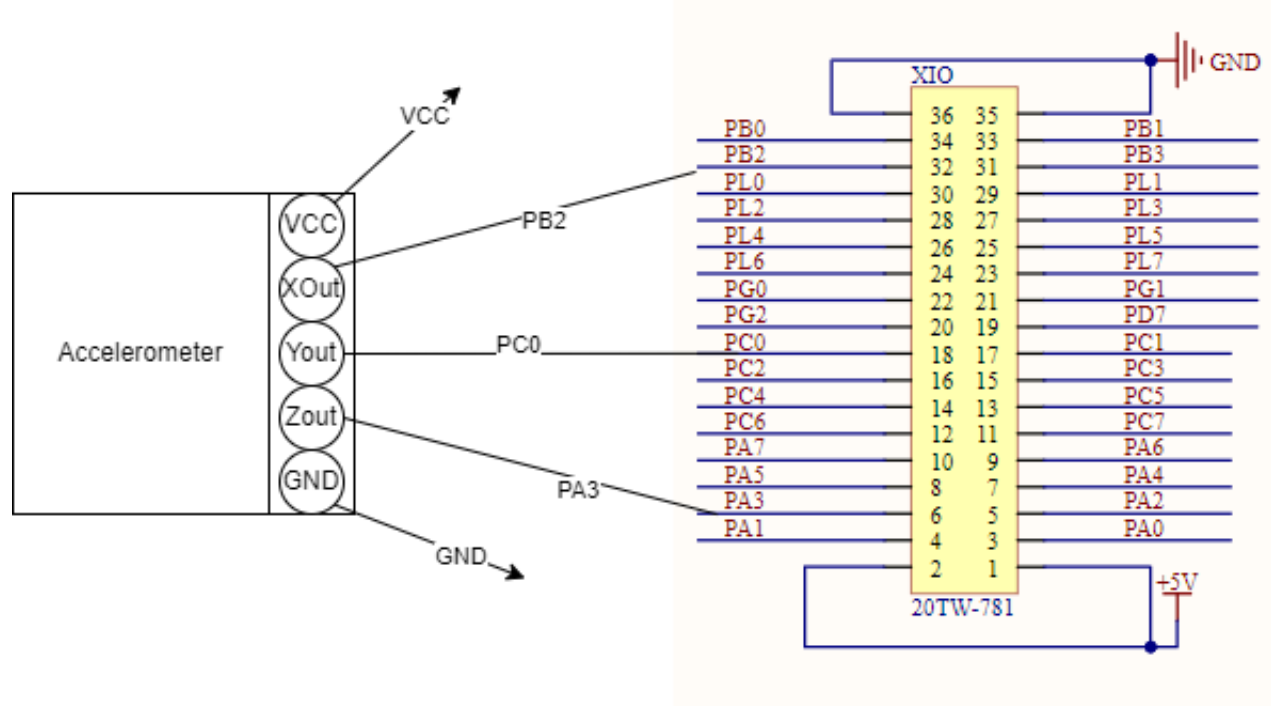 GND
XIO
VCC
36 35
PB0 34 33 PB1
PB2 32 31 PB3
PL0 30 29 PL1
VCC
PL2 28 27 PL3
PB2
PL4 26 25 PL5
PL6 24 23 PL7
XOut
PG0 22 21 PG1
PG2 20 19 PD7
Accelerometer
Yout
PC0
PC0 18 17 PC1
PC2 16 15 PC3
PC4 14 13 PC5
Zout
PC6 12 11 PC7
PA7 10 9 PA6
GND
PA3
PA5 8 7 PA4
PA3 6 5 PA2
PA1 4 3 PA0
GND
2 1
+5V
20TW-781